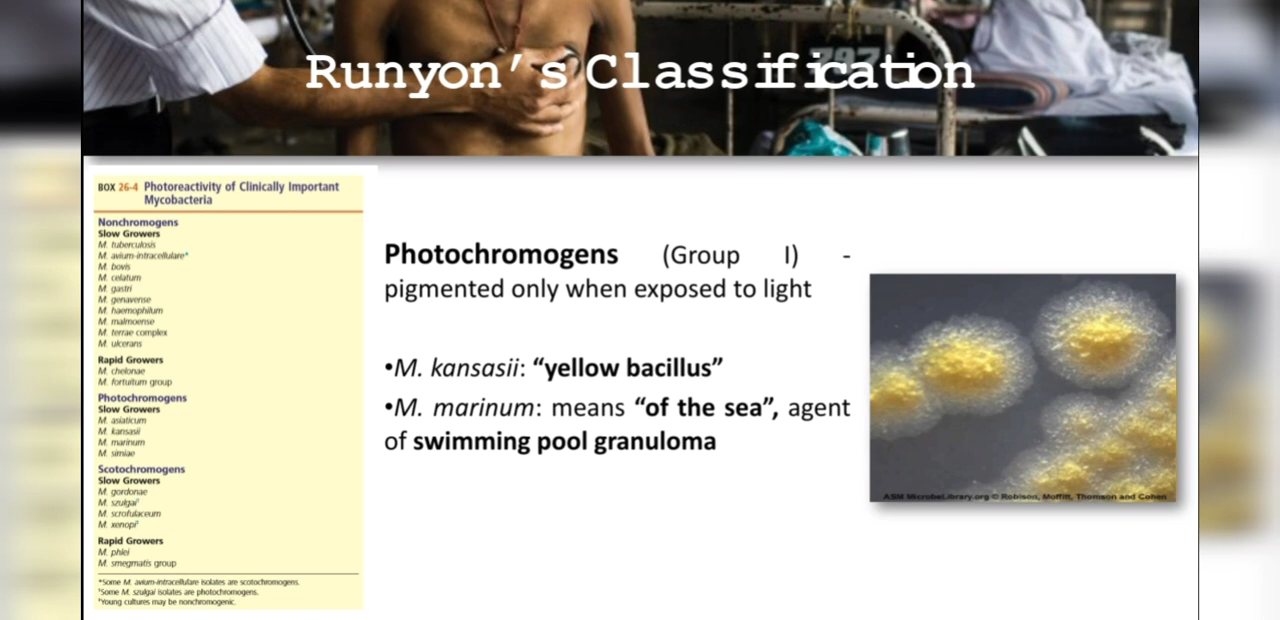 Runyon's Classification
BOX 26-4 Photoreactivity of Clinically Important
Mycobacteria
Nonchromogens
Slow Growers
M. tuberculosis
M. avium-intracellulare*
M. bovis
M. celatum
M. gastri
M. genavense
M. haemophilum
M. malmoense
M. terrae complex
M. ulcerans
Rapid Growers
M. chelonae
M. fortuitum group
Photochromogens
Slow Growers
M. asiaticum
M. kansasii
M. marinum
M. simiae
Scotochromogens
Slow Growers
M. gordonae
M. szulgai†
M. scrofulaceum
M. xenopi‡
Rapid Growers
M. phlei
M. smegmatis group
*Some M. avium-intracellulare isolates are scotochromogens.
†Some M. szulgai isolates are photochromogens.
‡Young cultures may be nonchromogenic.
Photochromogens (Group I) -
pigmented only when exposed to light
•M. kansasii: “yellow bacillus”
•M. marinum: means “of the sea”, agent
of swimming pool granuloma
ASM MicrobeLibrary.org © Robison, Moffitt, Thomson and Cohen